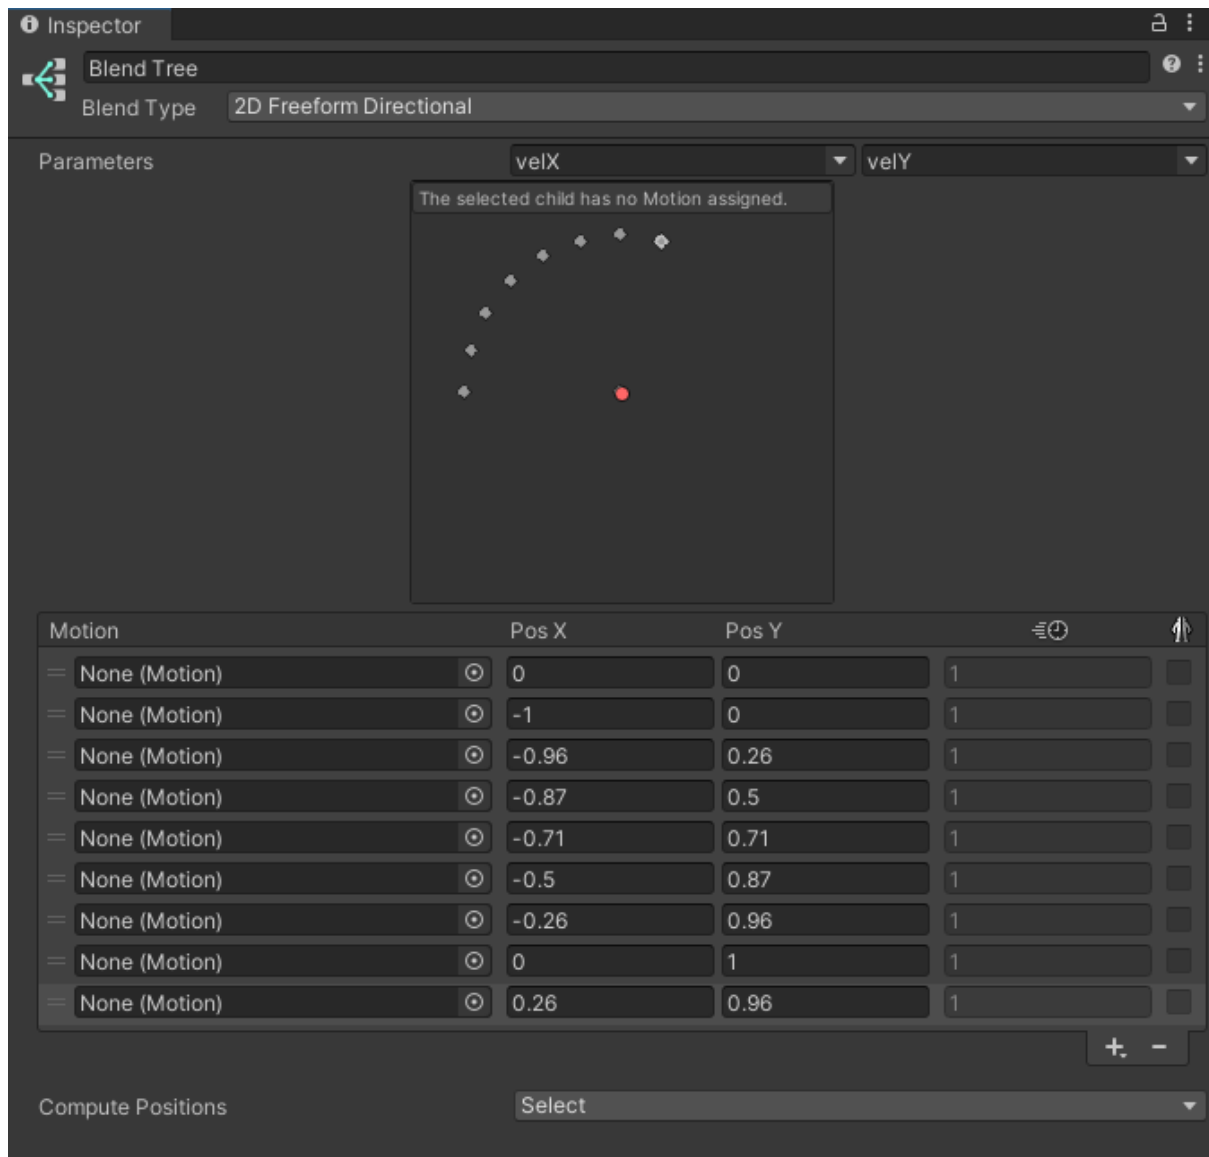 Inspector
Blend Tree
Blend Type 2D Freeform Directional
Parameters velX velY
The selected child has no Motion assigned.
Motion Pos X Pos Y
None (Motion) 0 0 1
None (Motion) -1 0 1
None (Motion) -0.96 0.26 1
None (Motion) -0.87 0.5 1
None (Motion) -0.71 0.71 1
None (Motion) -0.5 0.87 1
None (Motion) -0.26 0.96 1
None (Motion) 0 1 1
None (Motion) 0.26 0.96 1
Compute Positions Select